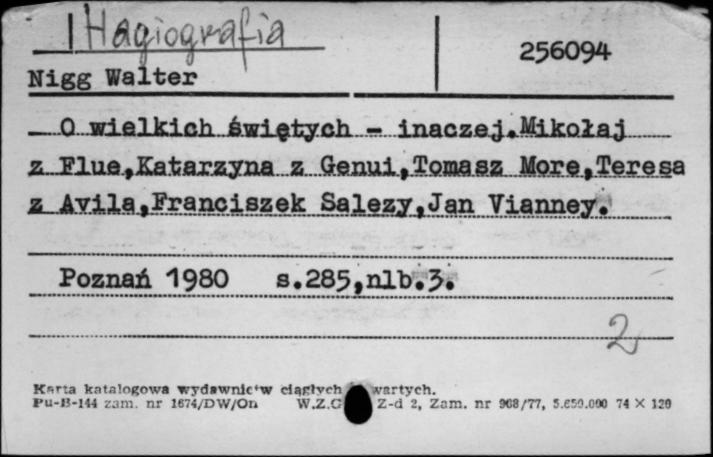 Hagiografia
256094
Nigg Walter
O wielkich świętych - inaczej.Mikołaj
z Flue,Katarzyna z Genui,Tomasz More,Teresa
z Avila,Franciszek Salezy,Jan Vianney.
Poznań 1980 s.285,nlb.3.
2
Karta katalogowa wydawnictw ciągłych wartych.
Pu-B-144 zam. nr 1674/DW/On W.Z.G Z-d 2, Zam. nr 968/77, 5.650.000 74 × 120